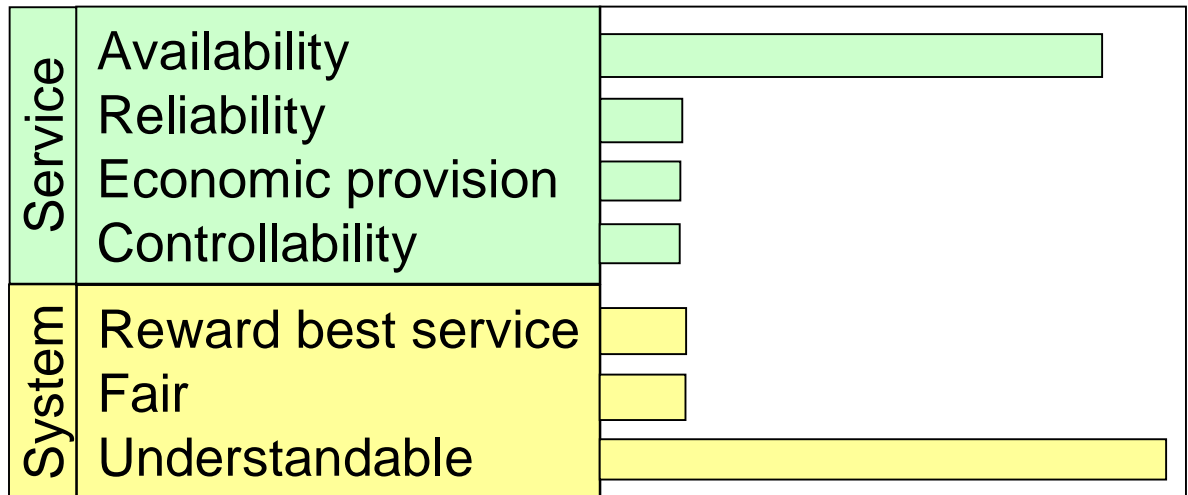 Service
Availability
Reliability
Economic provision
Controllability
System
Reward best service
Fair
Understandable